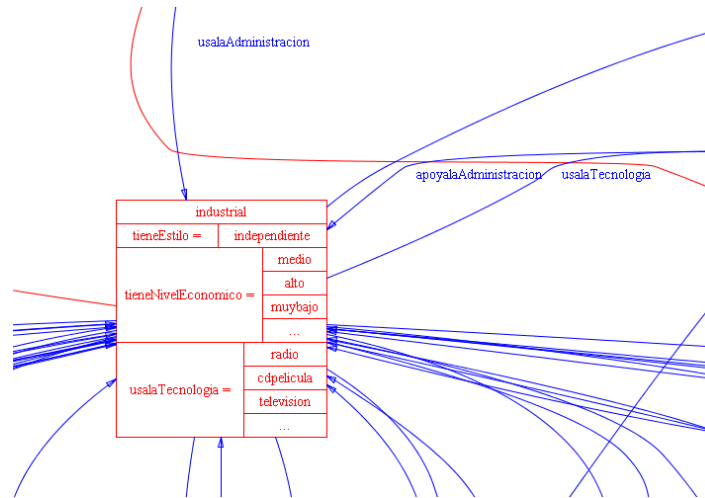 usalaAdministracion
apoyalaAdministracion usalaTecnologia
industrial
tieneEstilo = independiente
tieneNivelEconomico =
medio
alto
muybajo
...
usalaTecnologia =
radio
cdpelicula
television
...